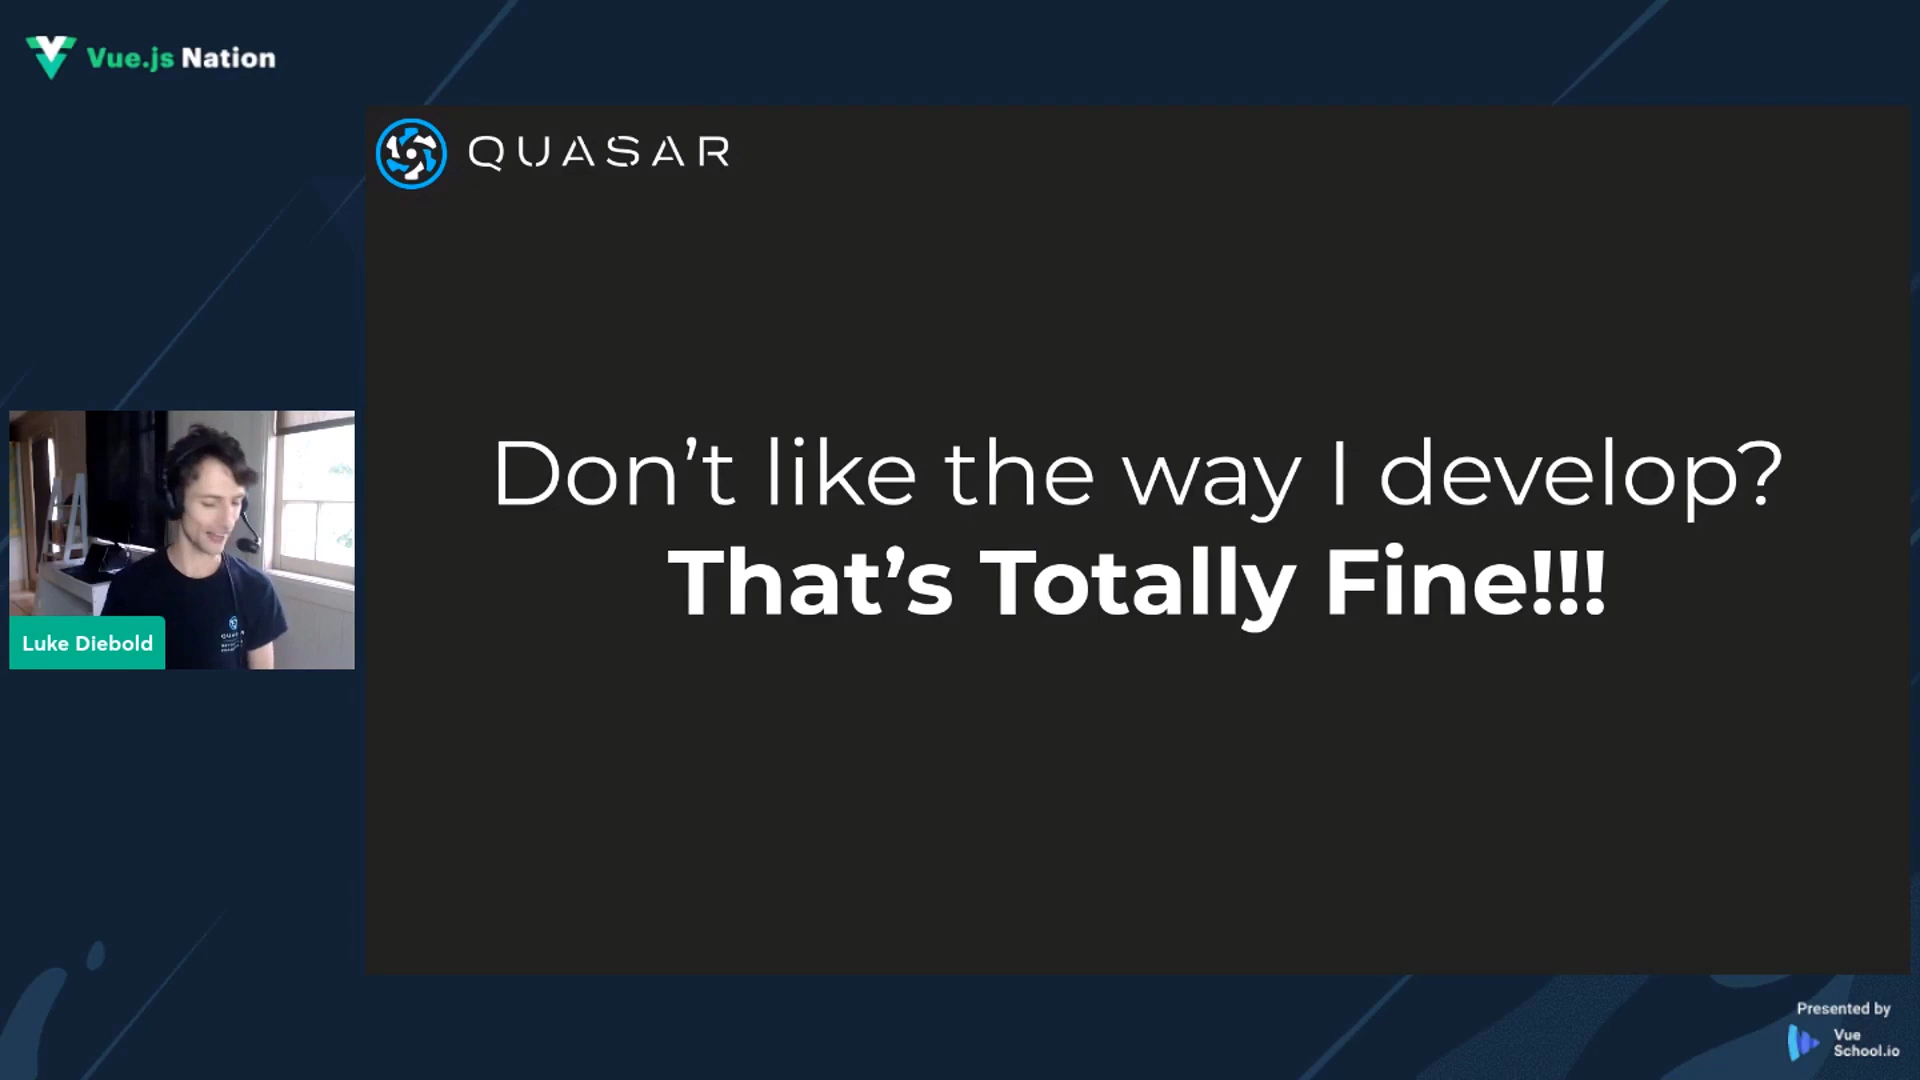 Vue.js Nation
QUASAR
Don’t like the way I develop?
That’s Totally Fine!!!
Luke Diebold
Presented by
Vue
School.io